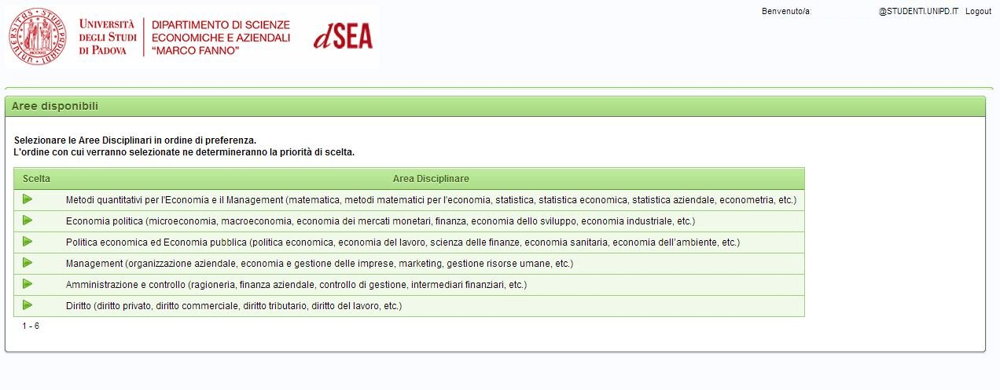 Benvenuto/a: @STUDENTI.UNIPD.IT Logout
UNIVERSITÀ
DEGLI STUDI
DI PADOVA
DIPARTIMENTO DI SCIENZE
ECONOMICHE E AZIENDALI
“MARCO FANNO”
dSEA
Aree disponibili
Selezionare le Aree Disciplinari in ordine di preferenza.
L'ordine con cui verranno selezionate ne determineranno la priorità di scelta.
Scelta Area Disciplinare
Metodi quantitativi per l'Economia e il Management (matematica, metodi matematici per l'economia, statistica, statistica economica, statistica aziendale, econometria, etc.)
Economia politica (microeconomia, macroeconomia, economia dei mercati monetari, finanza, economia dello sviluppo, economia industriale, etc.)
Politica economica ed Economia pubblica (politica economica, economia del lavoro, scienza delle finanze, economia sanitaria, economia dell’ambiente, etc.)
Management (organizzazione aziendale, economia e gestione delle imprese, marketing, gestione risorse umane, etc.)
Amministrazione e controllo (ragioneria, finanza aziendale, controllo di gestione, intermediari finanziari, etc.)
Diritto (diritto privato, diritto commerciale, diritto tributario, diritto del lavoro, etc.)
1 - 6